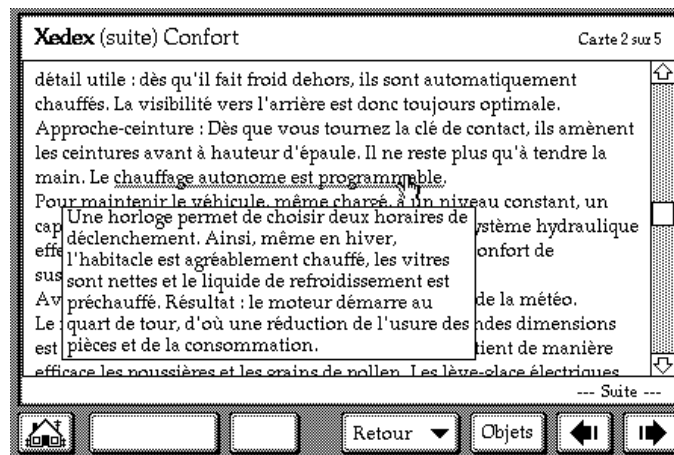 Xedex (suite) Confort
Carte 2 sur 5
détail utile : dès qu'il fait froid dehors, ils sont automatiquement
chauffés. La visibilité vers l'arrière est donc toujours optimale.
Approche-ceinture : Dès que vous tournez la clé de contact, ils amènent
les ceintures avant à hauteur d'épaule. Il ne reste plus qu'à tendre la
main. Le chauffage autonome est programmable.
Pour maintenir le véhicule, même chargé, à un niveau constant, un
cap
ystème hydraulique
effe
onfort de
sus
Av
de la météo.
Le
ndes dimensions
est
tient de manière
efficace les poussières et les grains de pollen. Les lève-glace électriques
Une horloge permet de choisir deux horaires de
déclenchement. Ainsi, même en hiver,
l'habitacle est agréablement chauffé, les vitres
sont nettes et le liquide de refroidissement est
préchauffé. Résultat : le moteur démarre au
quart de tour, d'où une réduction de l'usure des
pièces et de la consommation.
--- Suite ---
Retour
Objets